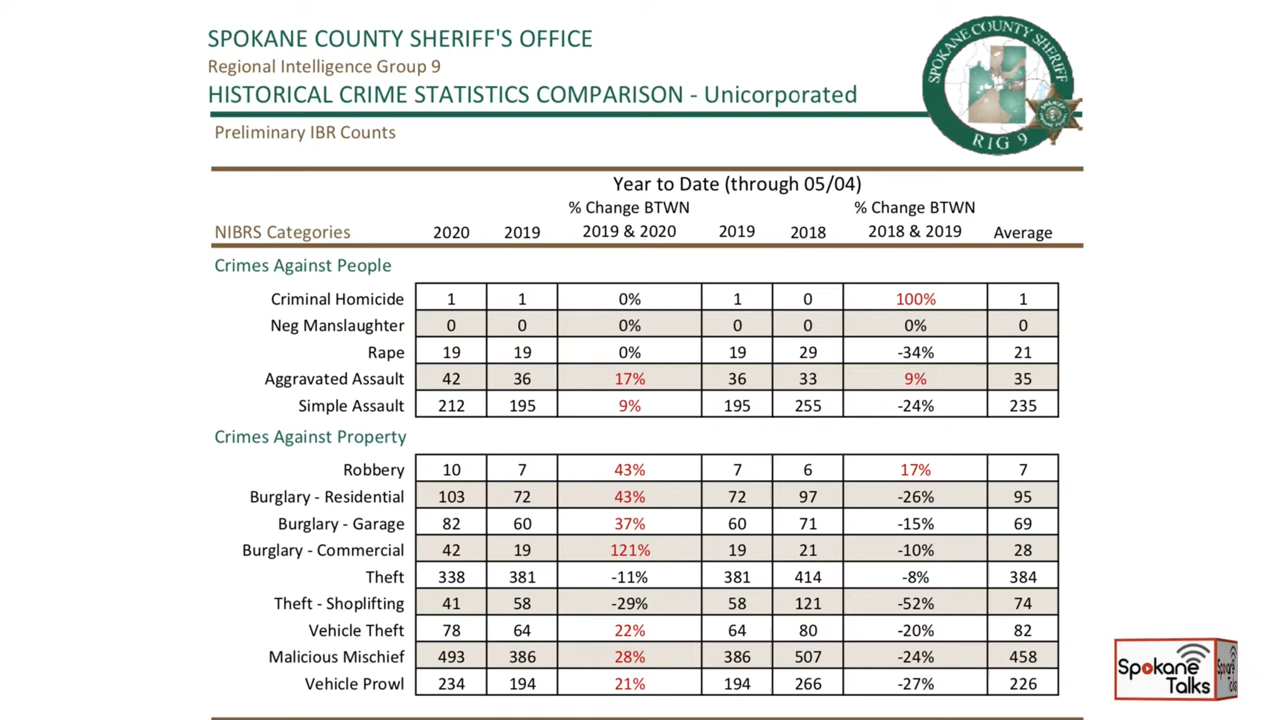 SPOKANE COUNTY SHERIFF'S OFFICE
Regional Intelligence Group 9
HISTORICAL CRIME STATISTICS COMPARISON - Unicorporated
Preliminary IBR Counts
SPOKANE COUNTY SHERIFF
RIG 9
Year to Date (through 05/04)
% Change BTWN % Change BTWN
NIBRS Categories 2020 2019 2019 & 2020 2019 2018 2018 & 2019 Average
Crimes Against People
Criminal Homicide 1 1 0% 1 0 100% 1
Neg Manslaughter 0 0 0% 0 0 0% 0
Rape 19 19 0% 19 29 -34% 21
Aggravated Assault 42 36 17% 36 33 9% 35
Simple Assault 212 195 9% 195 255 -24% 235
Crimes Against Property
Robbery 10 7 43% 7 6 17% 7
Burglary - Residential 103 72 43% 72 97 -26% 95
Burglary - Garage 82 60 37% 60 71 -15% 69
Burglary - Commercial 42 19 121% 19 21 -10% 28
Theft 338 381 -11% 381 414 -8% 384
Theft - Shoplifting 41 58 -29% 58 121 -52% 74
Vehicle Theft 78 64 22% 64 80 -20% 82
Malicious Mischief 493 386 28% 386 507 -24% 458
Vehicle Prowl 234 194 21% 194 266 -27% 226
Spokane
Talks